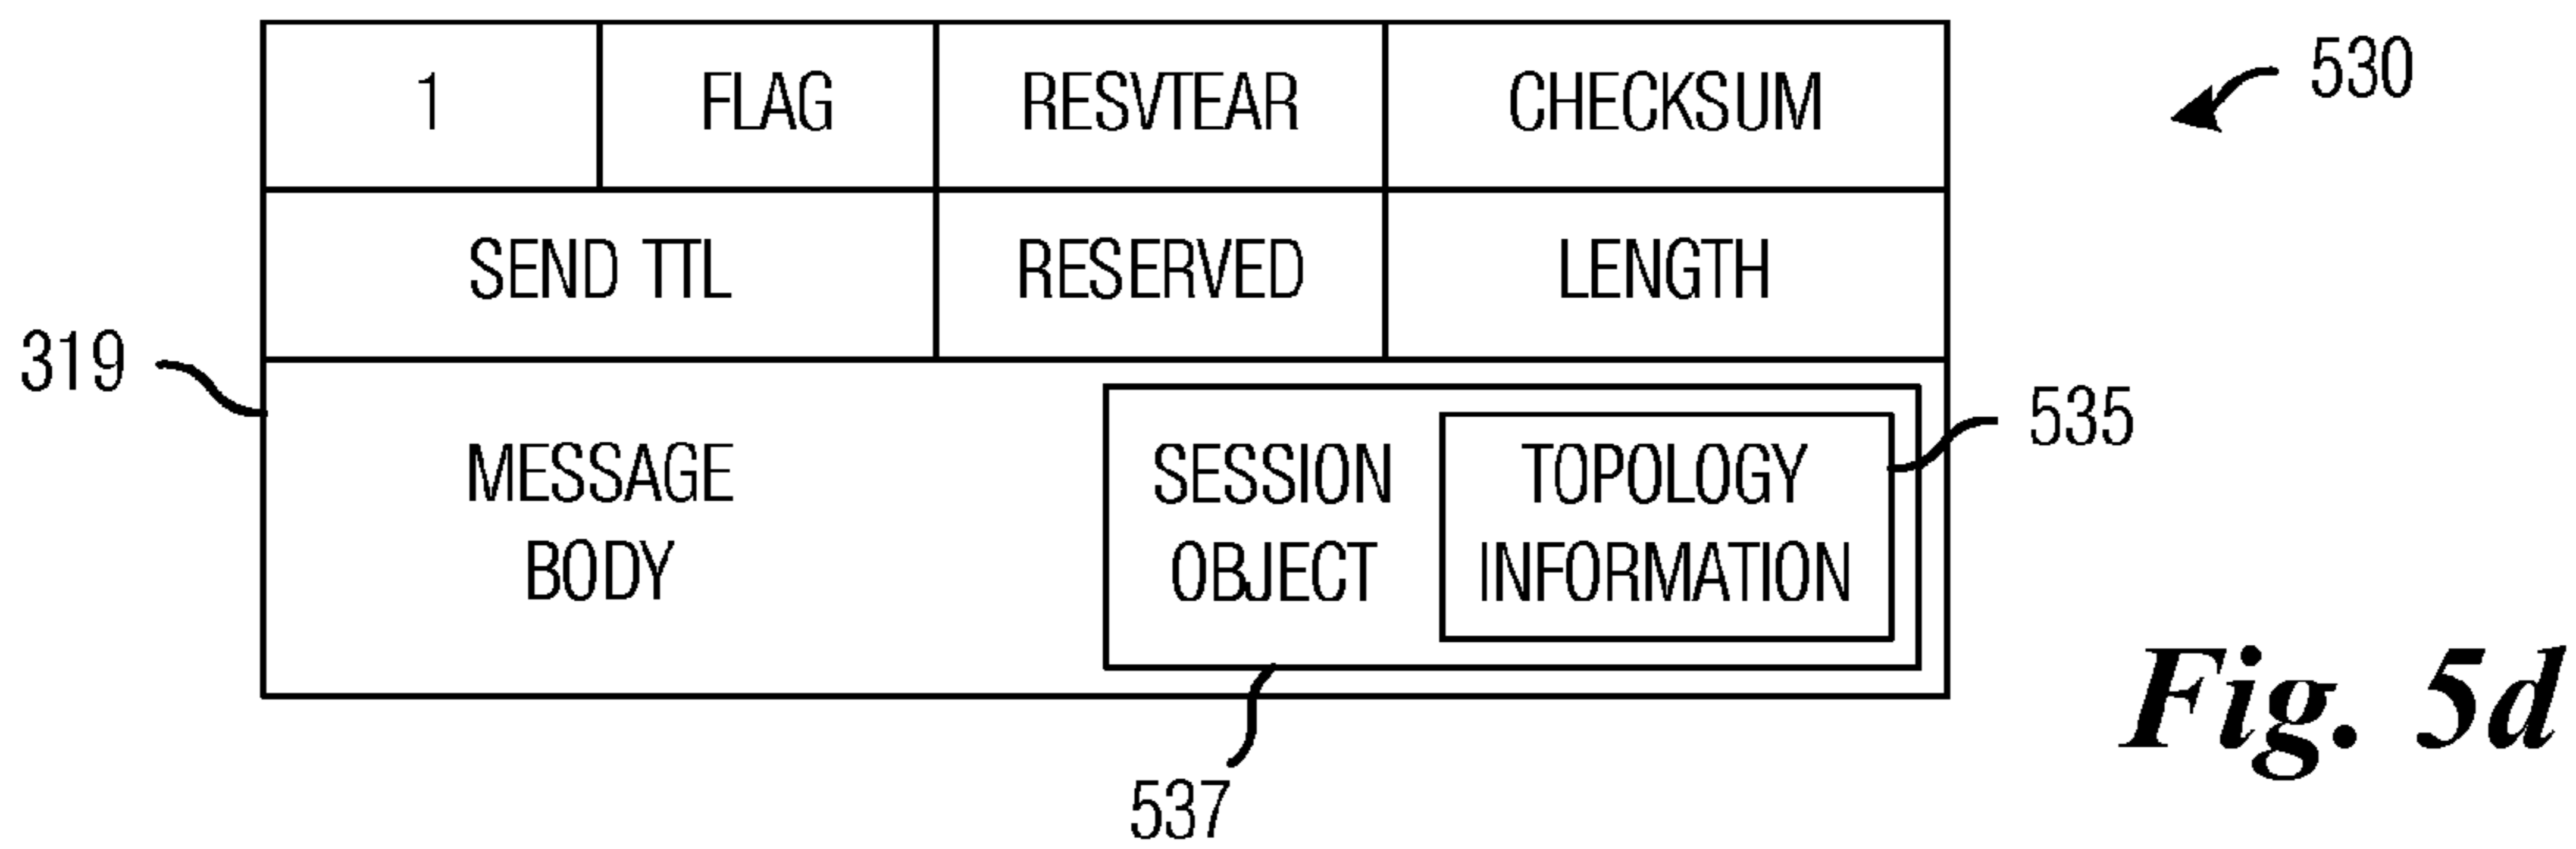 1 FLAG RESVTEAR CHECKSUM
530
SEND TTL RESERVED LENGTH
319
535
MESSAGE
BODY
SESSION
OBJECT
TOPOLOGY
INFORMATION
537
Fig. 5d